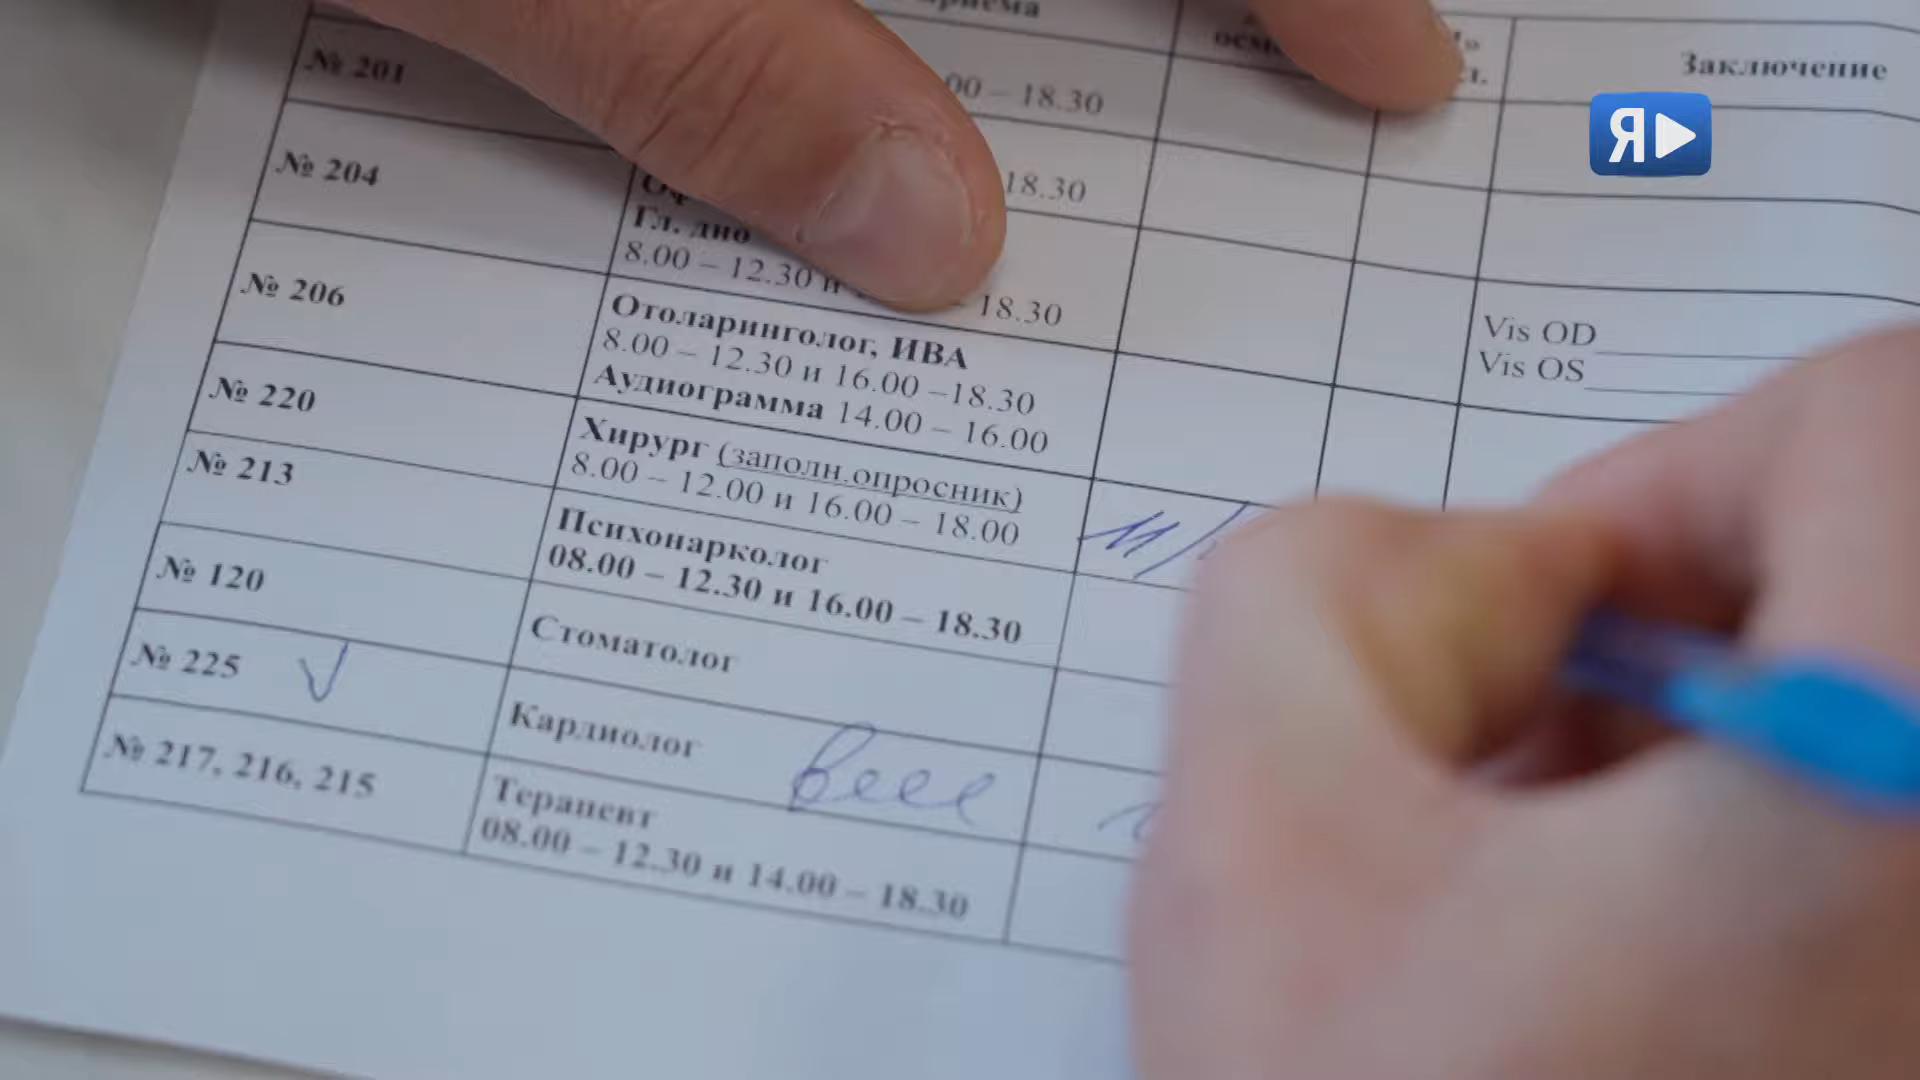 Заключение
№ 201
00 – 18.30
№ 204
18.30
Гл. дно
8.00 – 12.30 и – 18.30
Vis OD
Vis OS
№ 206
Отоларинголог, ИВА
8.00 – 12.30 и 16.00 –18.30
Аудиограмма 14.00 – 16.00
№ 220
Хирург (заполн.опросник)
8.00 – 12.00 и 16.00 – 18.00
11/
№ 213
Психонарколог
08.00 – 12.30 и 16.00 – 18.30
№ 120
Стоматолог
№ 225
Кардиолог
№ 217, 216, 215
Терапевт
08.00 – 12.30 и 14.00 – 18.30
Я